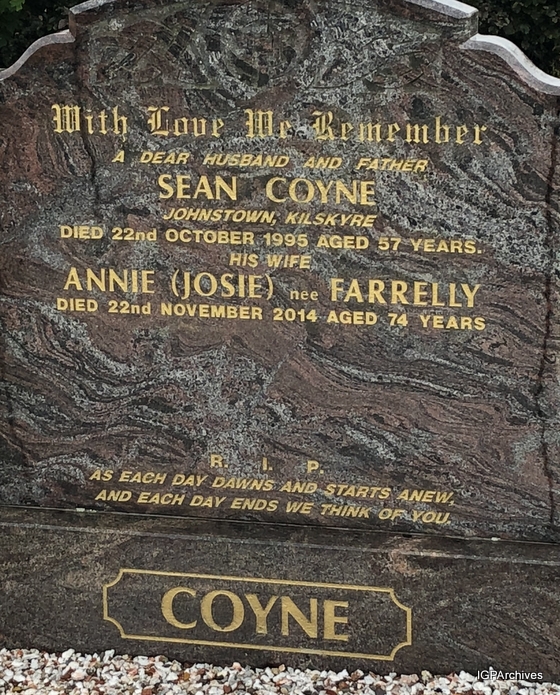 With Love We Remember
A DEAR HUSBAND AND FATHER
SEAN COYNE
JOHNSTOWN, KILSKYRE
DIED 22nd OCTOBER 1995 AGED 57 YEARS.
HIS WIFE
ANNIE (JOSIE) nee FARRELLY
DIED 22nd NOVEMBER 2014 AGED 74 YEARS
R. I. P.
AS EACH DAY DAWNS AND STARTS ANEW,
AND EACH DAY ENDS WE THINK OF YOU.
COYNE
IGPArchives